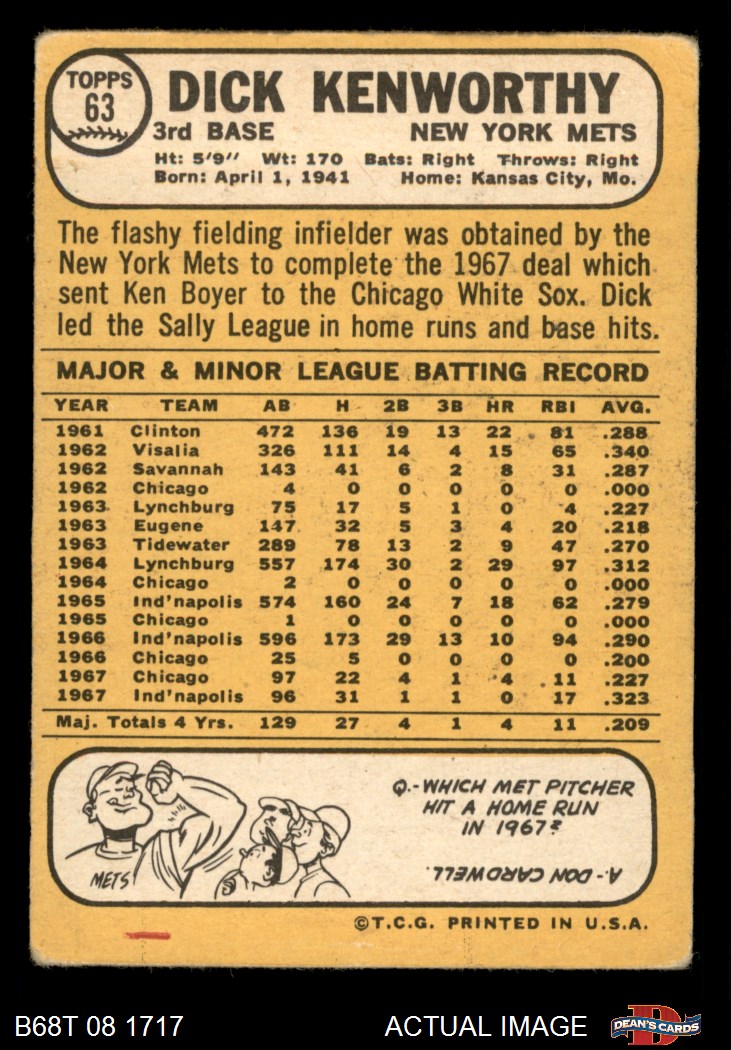 TOPPS
63
DICK KENWORTHY
3rd BASE NEW YORK METS
Ht: 5'9" Wt: 170 Bats: Right Throws: Right
Born: April 1, 1941 Home: Kansas City, Mo.
The flashy fielding infielder was obtained by the
New York Mets to complete the 1967 deal which
sent Ken Boyer to the Chicago White Sox. Dick
led the Sally League in home runs and base hits.
MAJOR & MINOR LEAGUE BATTING RECORD
YEAR TEAM AB H 2B 3B HR RBI AVG.
1961 Clinton 472 136 19 13 22 81 .288
1962 Visalia 326 111 14 4 15 65 .340
1962 Savannah 143 41 6 2 8 31 .287
1962 Chicago 4 0 0 0 0 0 .000
1963 Lynchburg 75 17 5 1 0 4 .227
1963 Eugene 147 32 5 3 4 20 .218
1963 Tidewater 289 78 13 2 9 47 .270
1964 Lynchburg 557 174 30 2 29 97 .312
1964 Chicago 2 0 0 0 0 0 .000
1965 Ind'napolis 574 160 24 7 18 62 .279
1965 Chicago 1 0 0 0 0 0 .000
1966 Ind'napolis 596 173 29 13 10 94 .290
1966 Chicago 25 5 0 0 0 0 .200
1967 Chicago 97 22 4 1 4 11 .227
1967 Ind'napolis 96 31 1 1 0 17 .323
Maj. Totals 4 Yrs. 129 27 4 1 4 11 .209
Q.-WHICH MET PITCHER
HIT A HOME RUN
IN 1967?
A.-DON CARDWELL.
METS
©T.C.G. PRINTED IN U.S.A.
B68T 08 1717 ACTUAL IMAGE
D
DEAN'S CARDS